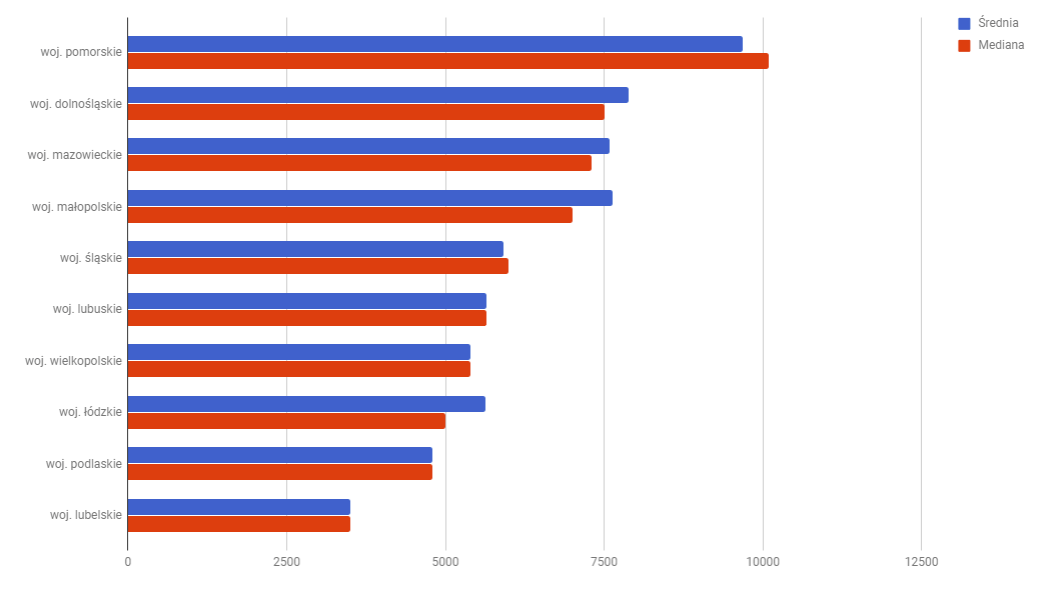 Średnia
Mediana
woj. pomorskie
woj. dolnośląskie
woj. mazowieckie
woj. małopolskie
woj. śląskie
woj. lubuskie
woj. wielkopolskie
woj. łódzkie
woj. podlaskie
woj. lubelskie
0 2500 5000 7500 10000 12500